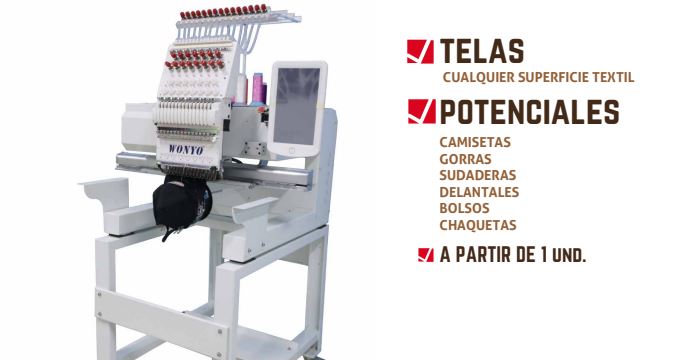 WONYO
TELAS
CUALQUIER SUPERFICIE TEXTIL
POTENCIALES
CAMISETAS
GORRAS
SUDADERAS
DELANTALES
BOLSOS
CHAQUETAS
A PARTIR DE 1 UND.